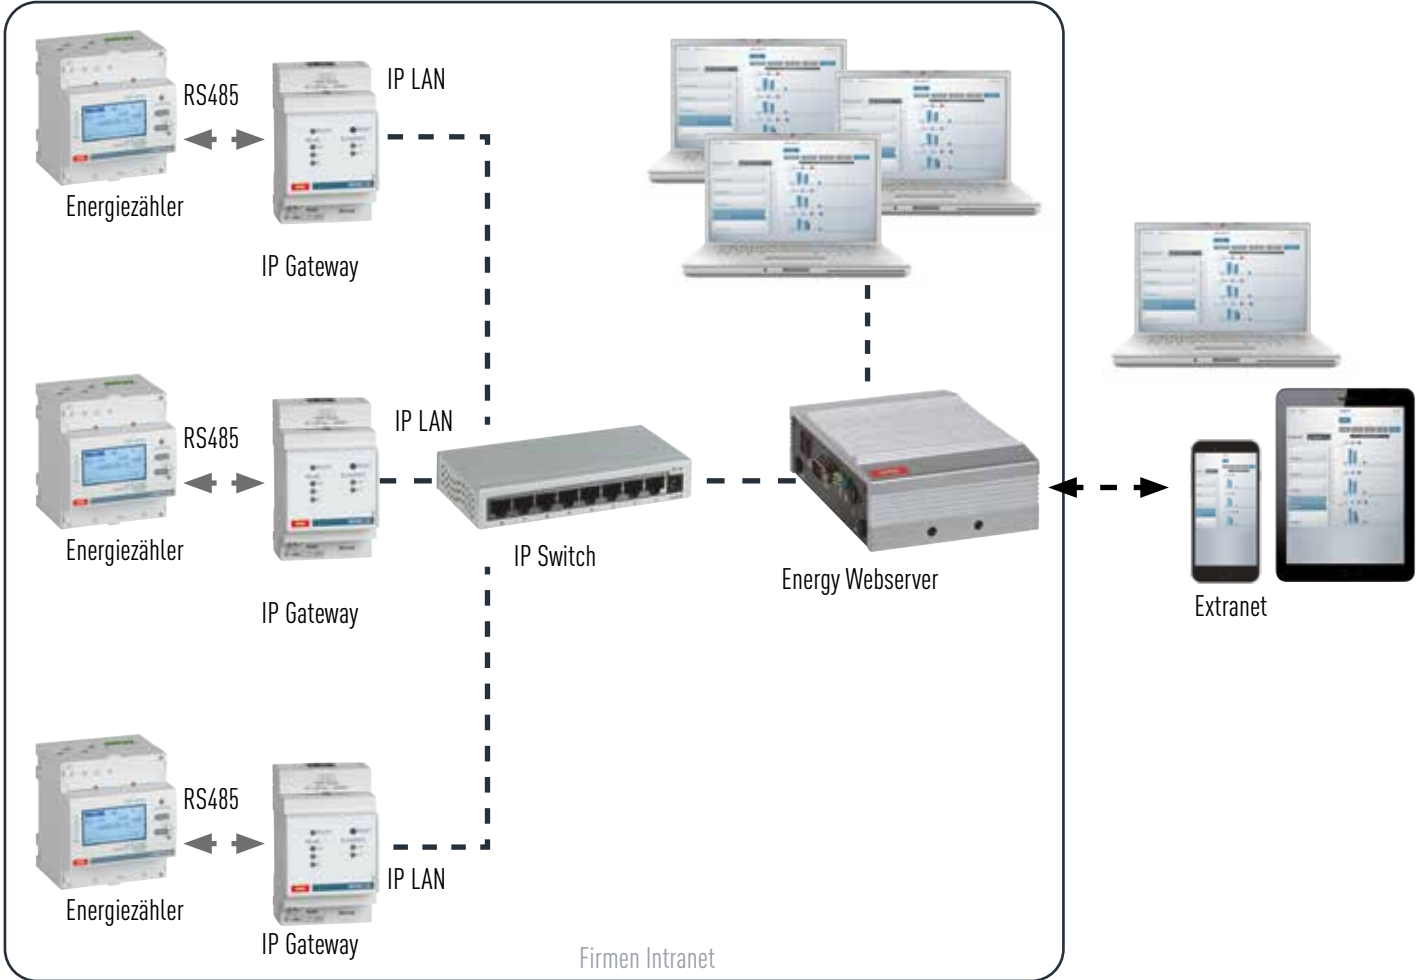 RS485
IP LAN
Energiezähler
IP Gateway
RS485
IP LAN
Energiezähler
IP Gateway
IP Switch
Energy Webserver
Extranet
RS485
IP LAN
Energiezähler
IP Gateway
Firmen Intranet